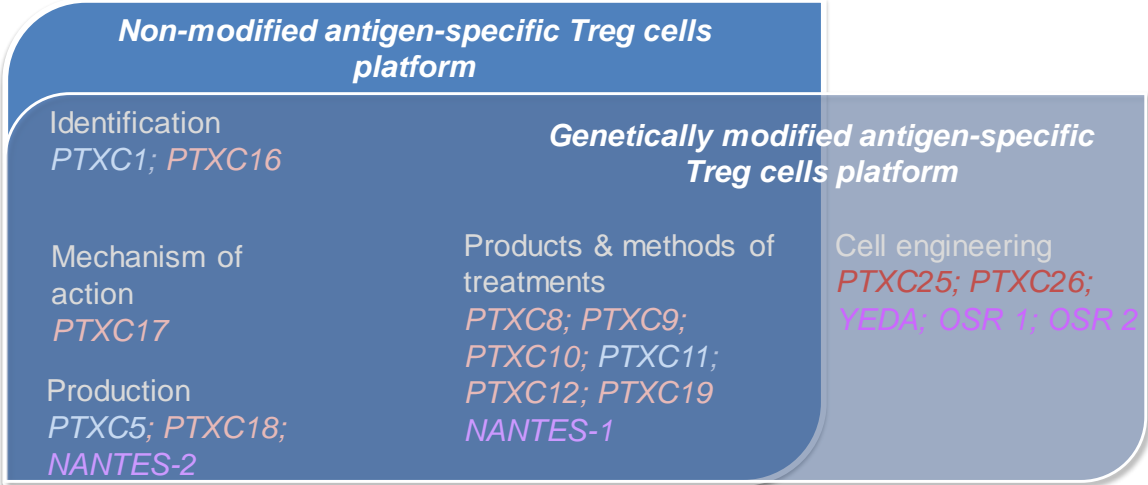 Non-modified antigen-specific Treg cells
platform
Genetically modified antigen-specific
Treg cells platform
Identification
PTXC1; PTXC16
Mechanism of
action
PTXC17
Production
PTXC5; PTXC18;
NANTES-2
Products & methods of
treatments
PTXC8; PTXC9;
PTXC10; PTXC11;
PTXC12; PTXC19
NANTES-1
Cell engineering
PTXC25; PTXC26;
YEDA; OSR 1; OSR 2